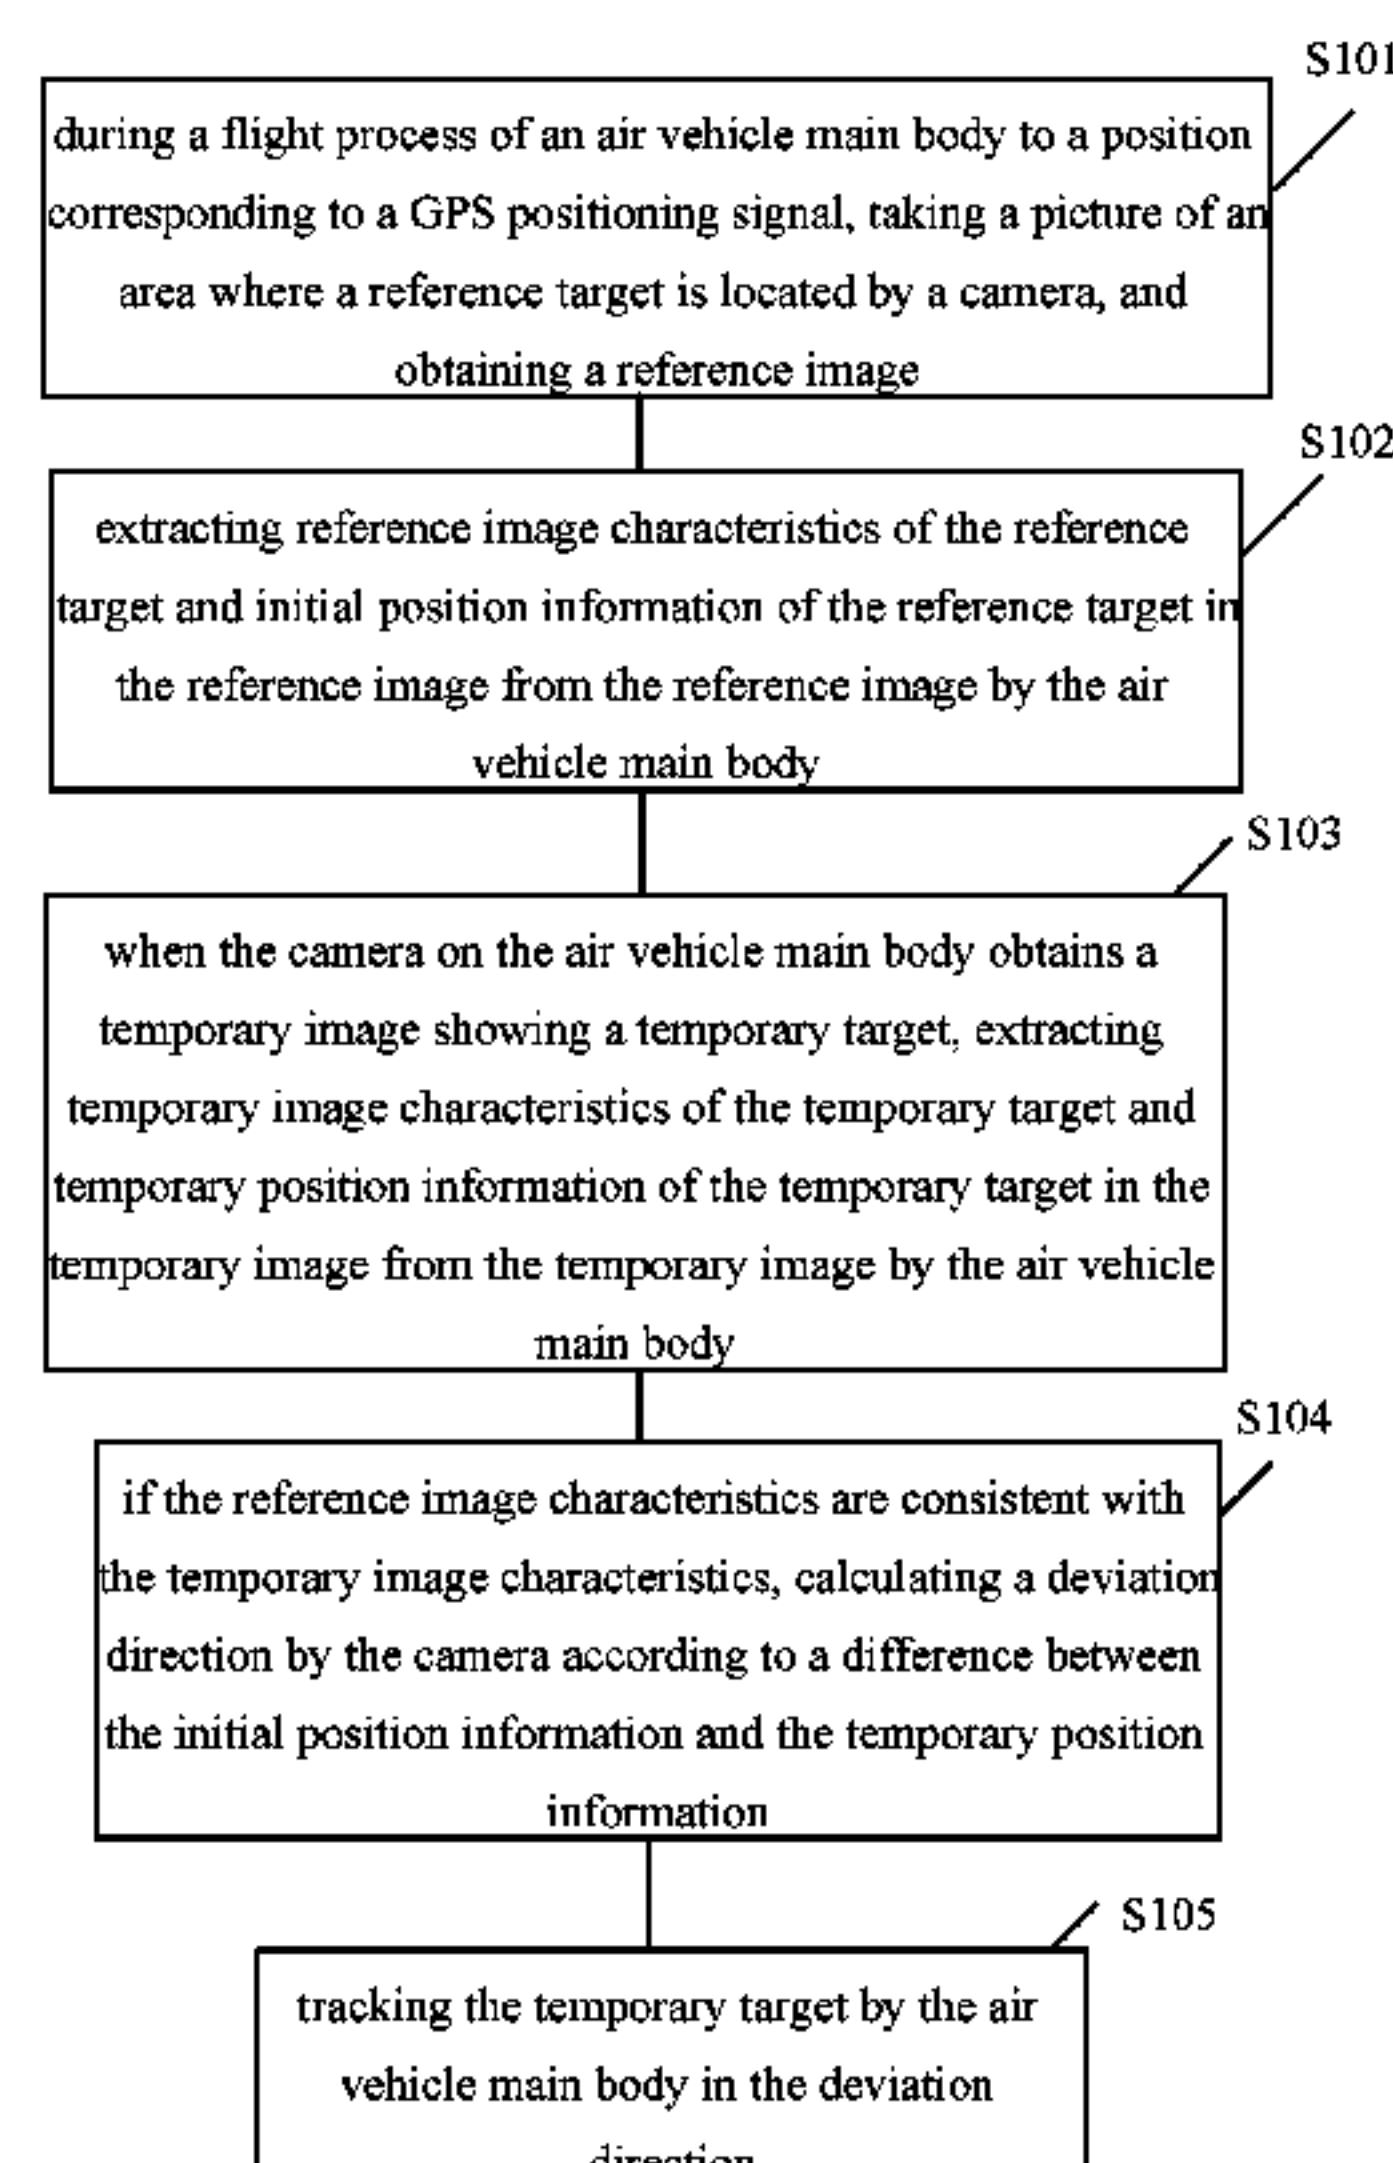 S101
during a flight process of an air vehicle main body to a position
corresponding to a GPS positioning signal, taking a picture of an
area where a reference target is located by a camera, and
obtaining a reference image
S102
extracting reference image characteristics of the reference
target and initial position information of the reference target in
the reference image from the reference image by the air
vehicle main body
S103
when the camera on the air vehicle main body obtains a
temporary image showing a temporary target, extracting
temporary image characteristics of the temporary target and
temporary position information of the temporary target in the
temporary image from the temporary image by the air vehicle
main body
S104
if the reference image characteristics are consistent with
the temporary image characteristics, calculating a deviation
direction by the camera according to a difference between
the initial position information and the temporary position
information
S105
tracking the temporary target by the air
vehicle main body in the deviation
direction